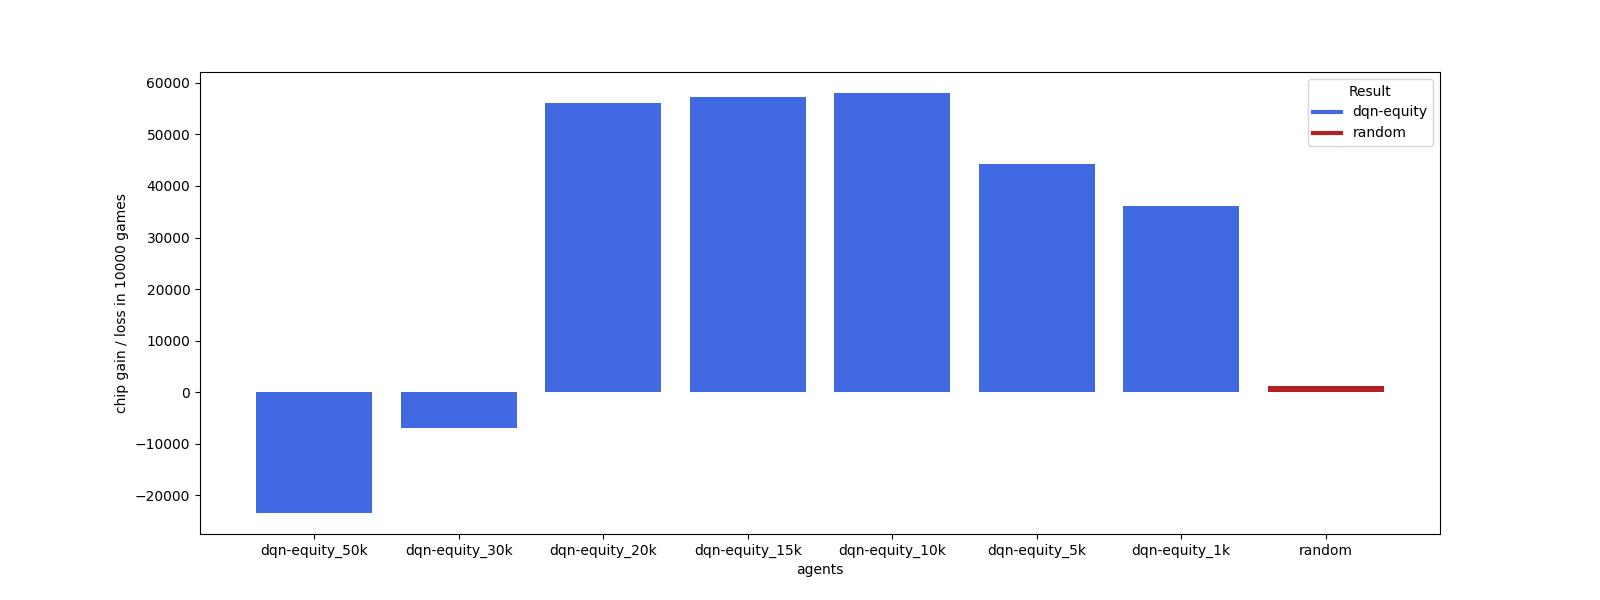 60000
50000
40000
30000
20000
10000
0
−10000
−20000
chip gain / loss in 10000 games
Result
dqn-equity
random
dqn-equity_50k dqn-equity_30k dqn-equity_20k dqn-equity_15k dqn-equity_10k dqn-equity_5k dqn-equity_1k random
agents